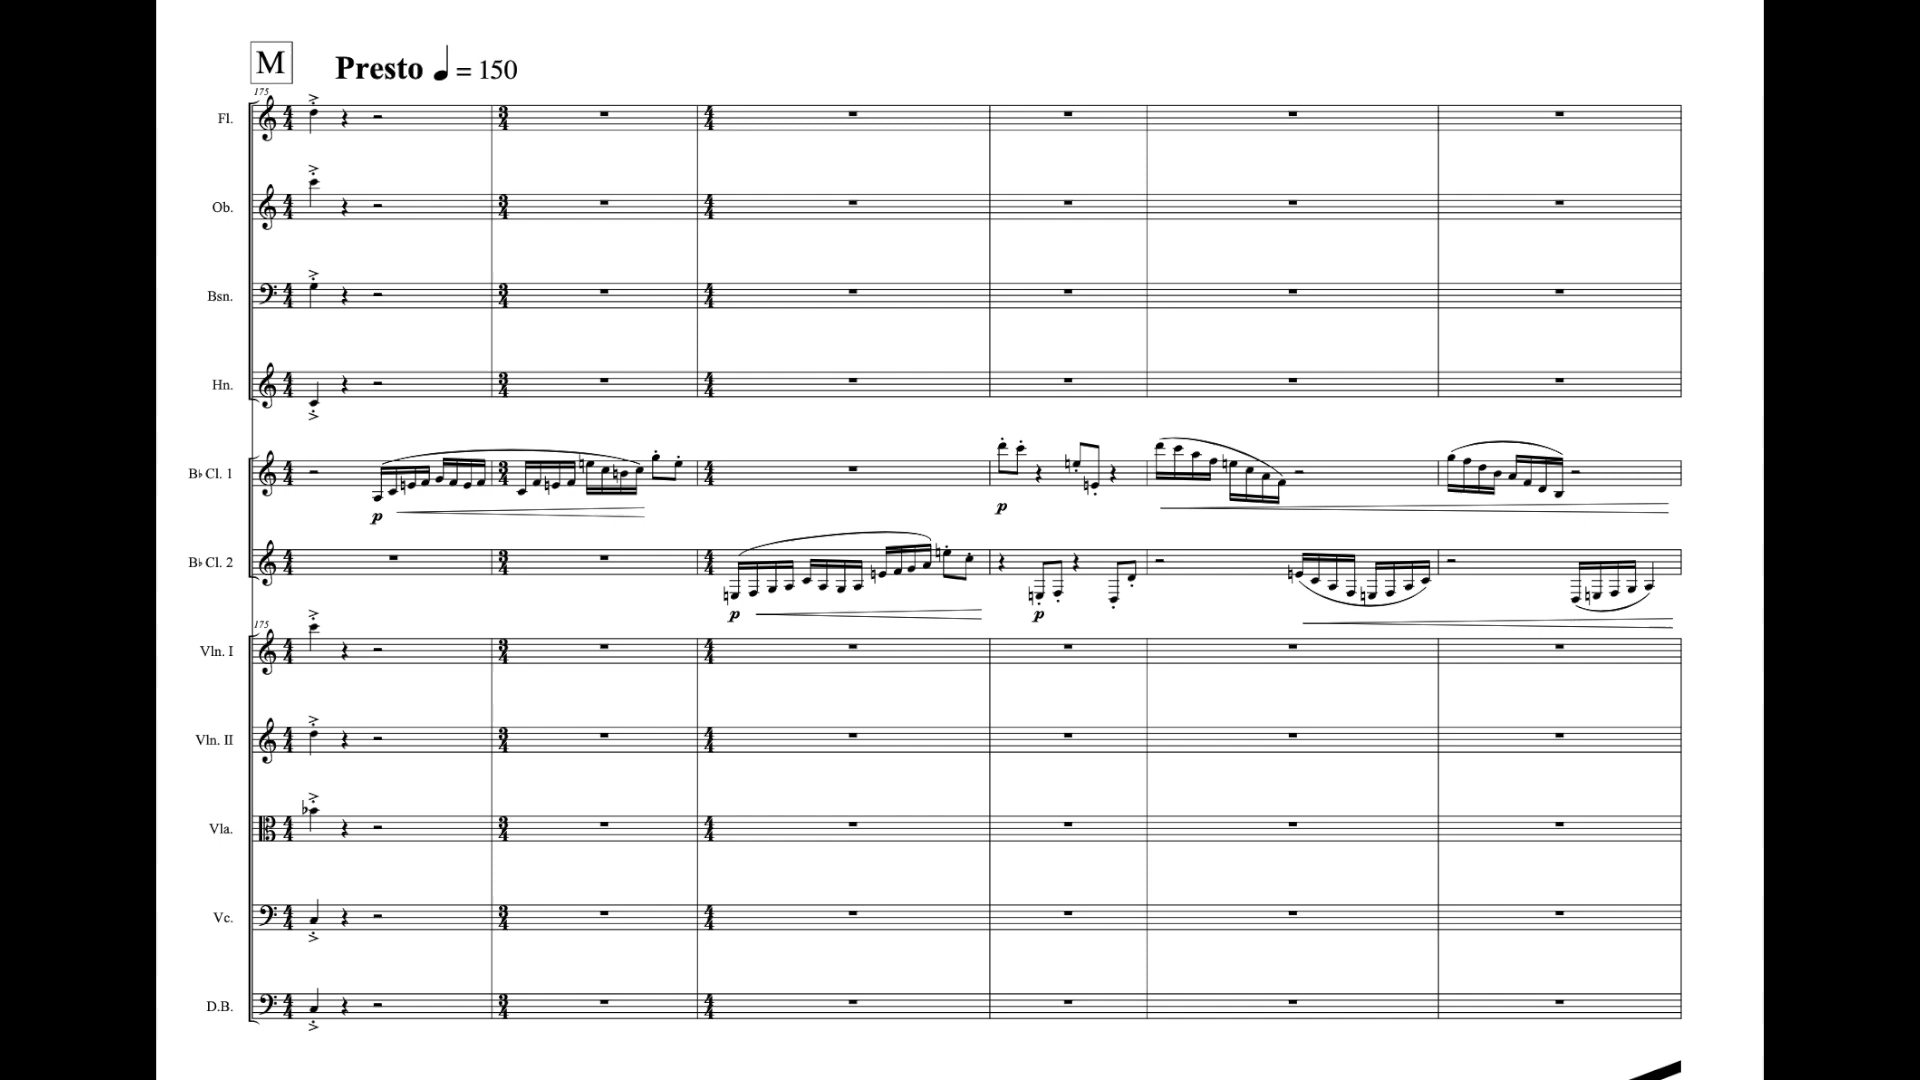 M
Presto ♩ = 150
175
Fl.
Ob.
Bsn.
Hn.
B♭ Cl. 1
p
p
B♭ Cl. 2
p
p
175
Vln. I
Vln. II
Vla.
Vc.
D.B.